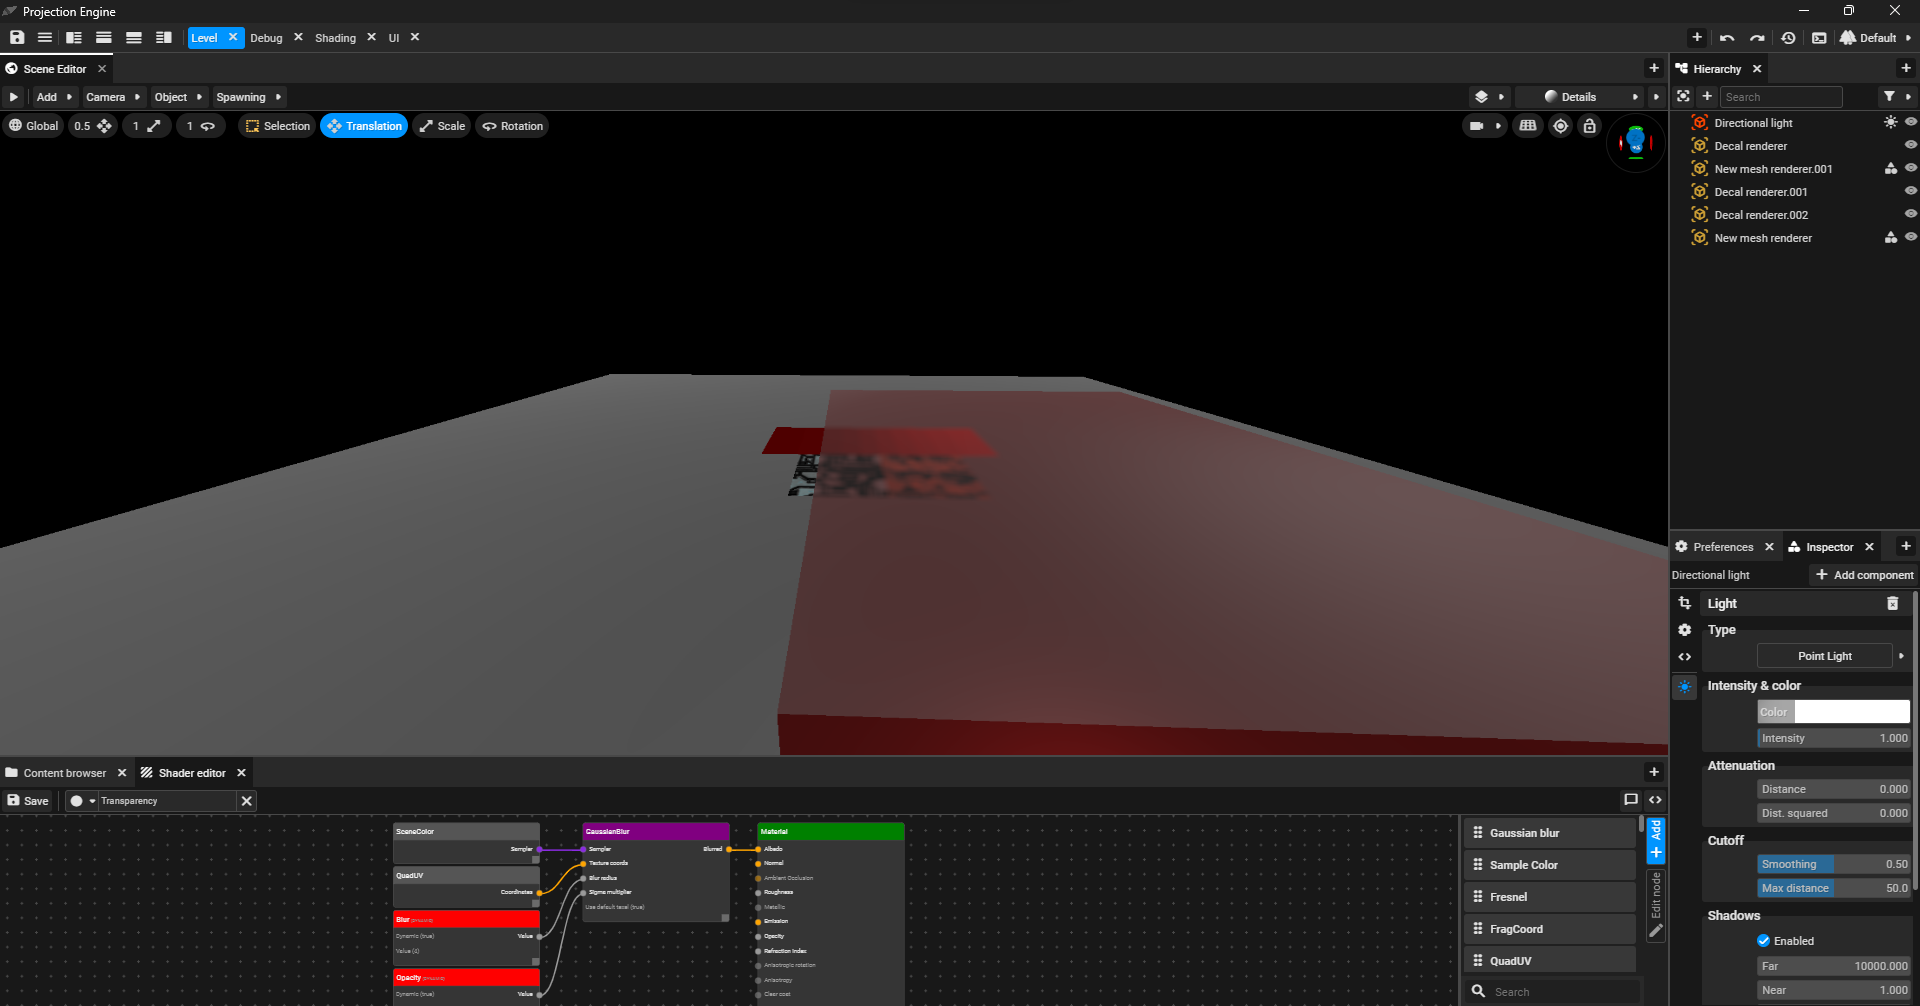 Projection Engine
Level
Debug
Shading
UI
Default
Scene Editor
Hierarchy
Add
Camera
Object
Spawning
Details
Search
Global
0.5
1
1
Selection
Translation
Scale
Rotation
Directional light
Decal renderer
New mesh renderer.001
Decal renderer.001
Decal renderer.002
New mesh renderer
Preferences
Inspector
Directional light
Add component
Light
Type
Point Light
Intensity & color
Color
Intensity 1.000
Attenuation
Distance 0.000
Dist. squared 0.000
Cutoff
Smoothing 0.50
Max distance 50.0
Shadows
Enabled
Far 10000.000
Near 1.000
Content browser
Shader editor
Save
Transparency
SceneColor
Sampler
QuadUV
Coordinates
Blur
Dynamic (true)
Value
Value (4)
Opacity
Dynamic (true)
Value
GaussianBlur
Sampler
Blurred
Texture coords
Blur radius
Sigma multiplier
Use default texel (true)
Material
Albedo
Normal
Ambient Occlusion
Roughness
Metallic
Emission
Opacity
Refraction Index
Anisotropic rotation
Anisotropy
Clear coat
Gaussian blur
Sample Color
Fresnel
FragCoord
QuadUV
Search
Add
Edit node